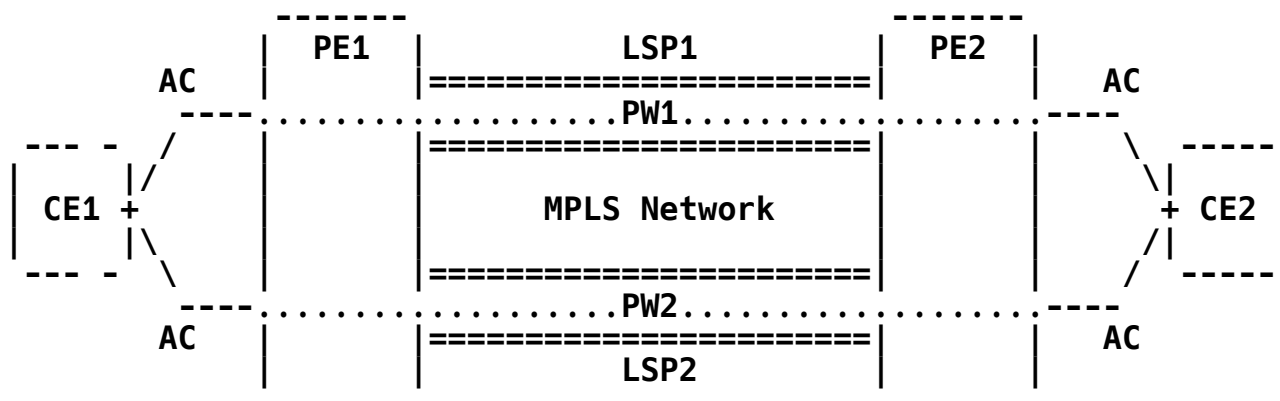 PE1 LSP1 PE2
AC AC
PW1
CE1 MPLS Network CE2
PW2
AC AC
LSP2